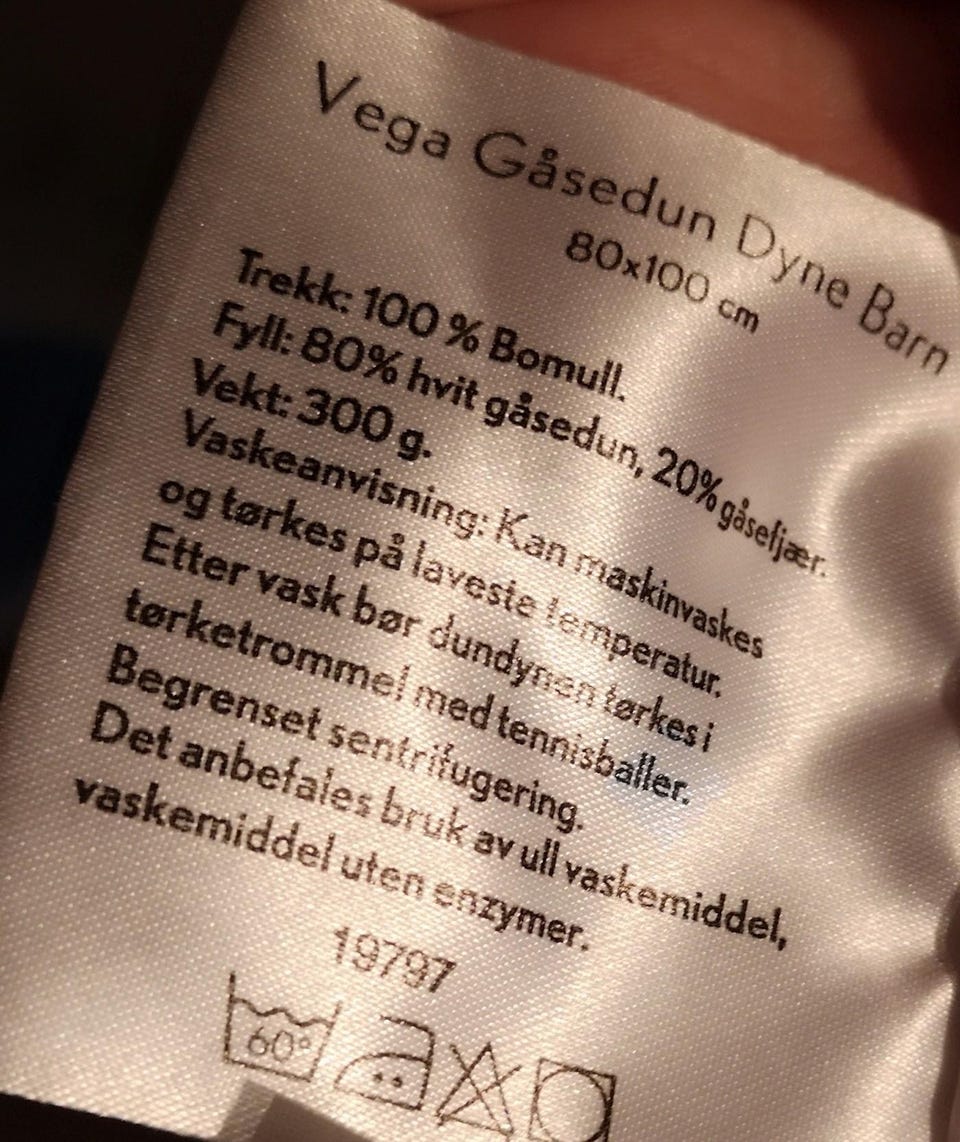 Vega Gåsedun Dyne Barn
80x100 cm
Trekk: 100 % Bomull.
Fyll: 80% hvit gåsedun, 20% gåsefjær.
Vekt: 300 g.
Vaskeanvisning: Kan maskinvaskes
og tørkes på laveste temperatur.
Etter vask bør dundynen tørkes i
tørketrommel med tennisballer.
Begrenset sentrifugering.
Det anbefales bruk av ull vaskemiddel,
vaskemiddel uten enzymer.
19797
60°